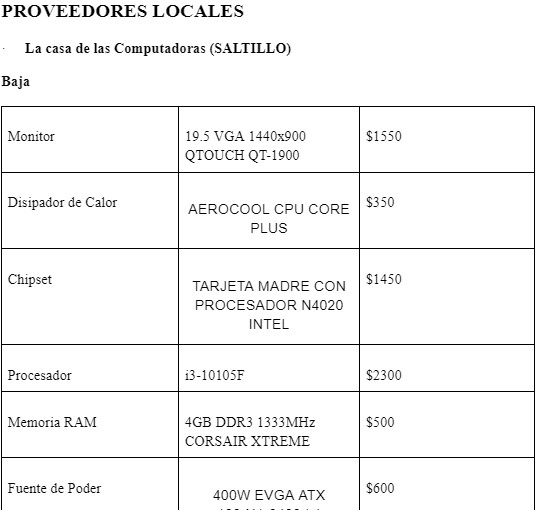 PROVEEDORES LOCALES
· La casa de las Computadoras (SALTILLO)
Baja
Monitor
19.5 VGA 1440x900
QTOUCH QT-1900
$1550
Disipador de Calor
AEROCOOL CPU CORE
PLUS
$350
Chipset
TARJETA MADRE CON
PROCESADOR N4020
INTEL
$1450
Procesador
i3-10105F
$2300
Memoria RAM
4GB DDR3 1333MHz
CORSAIR XTREME
$500
Fuente de Poder
400W EVGA ATX
$600